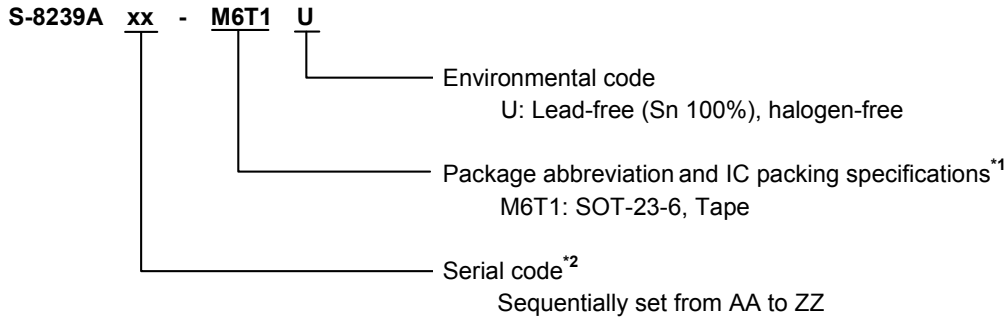 S-8239A xx - M6T1 U
Environmental code
U: Lead-free (Sn 100%), halogen-free
Package abbreviation and IC packing specifications*1
M6T1: SOT-23-6, Tape
Serial code*2
Sequentially set from AA to ZZ